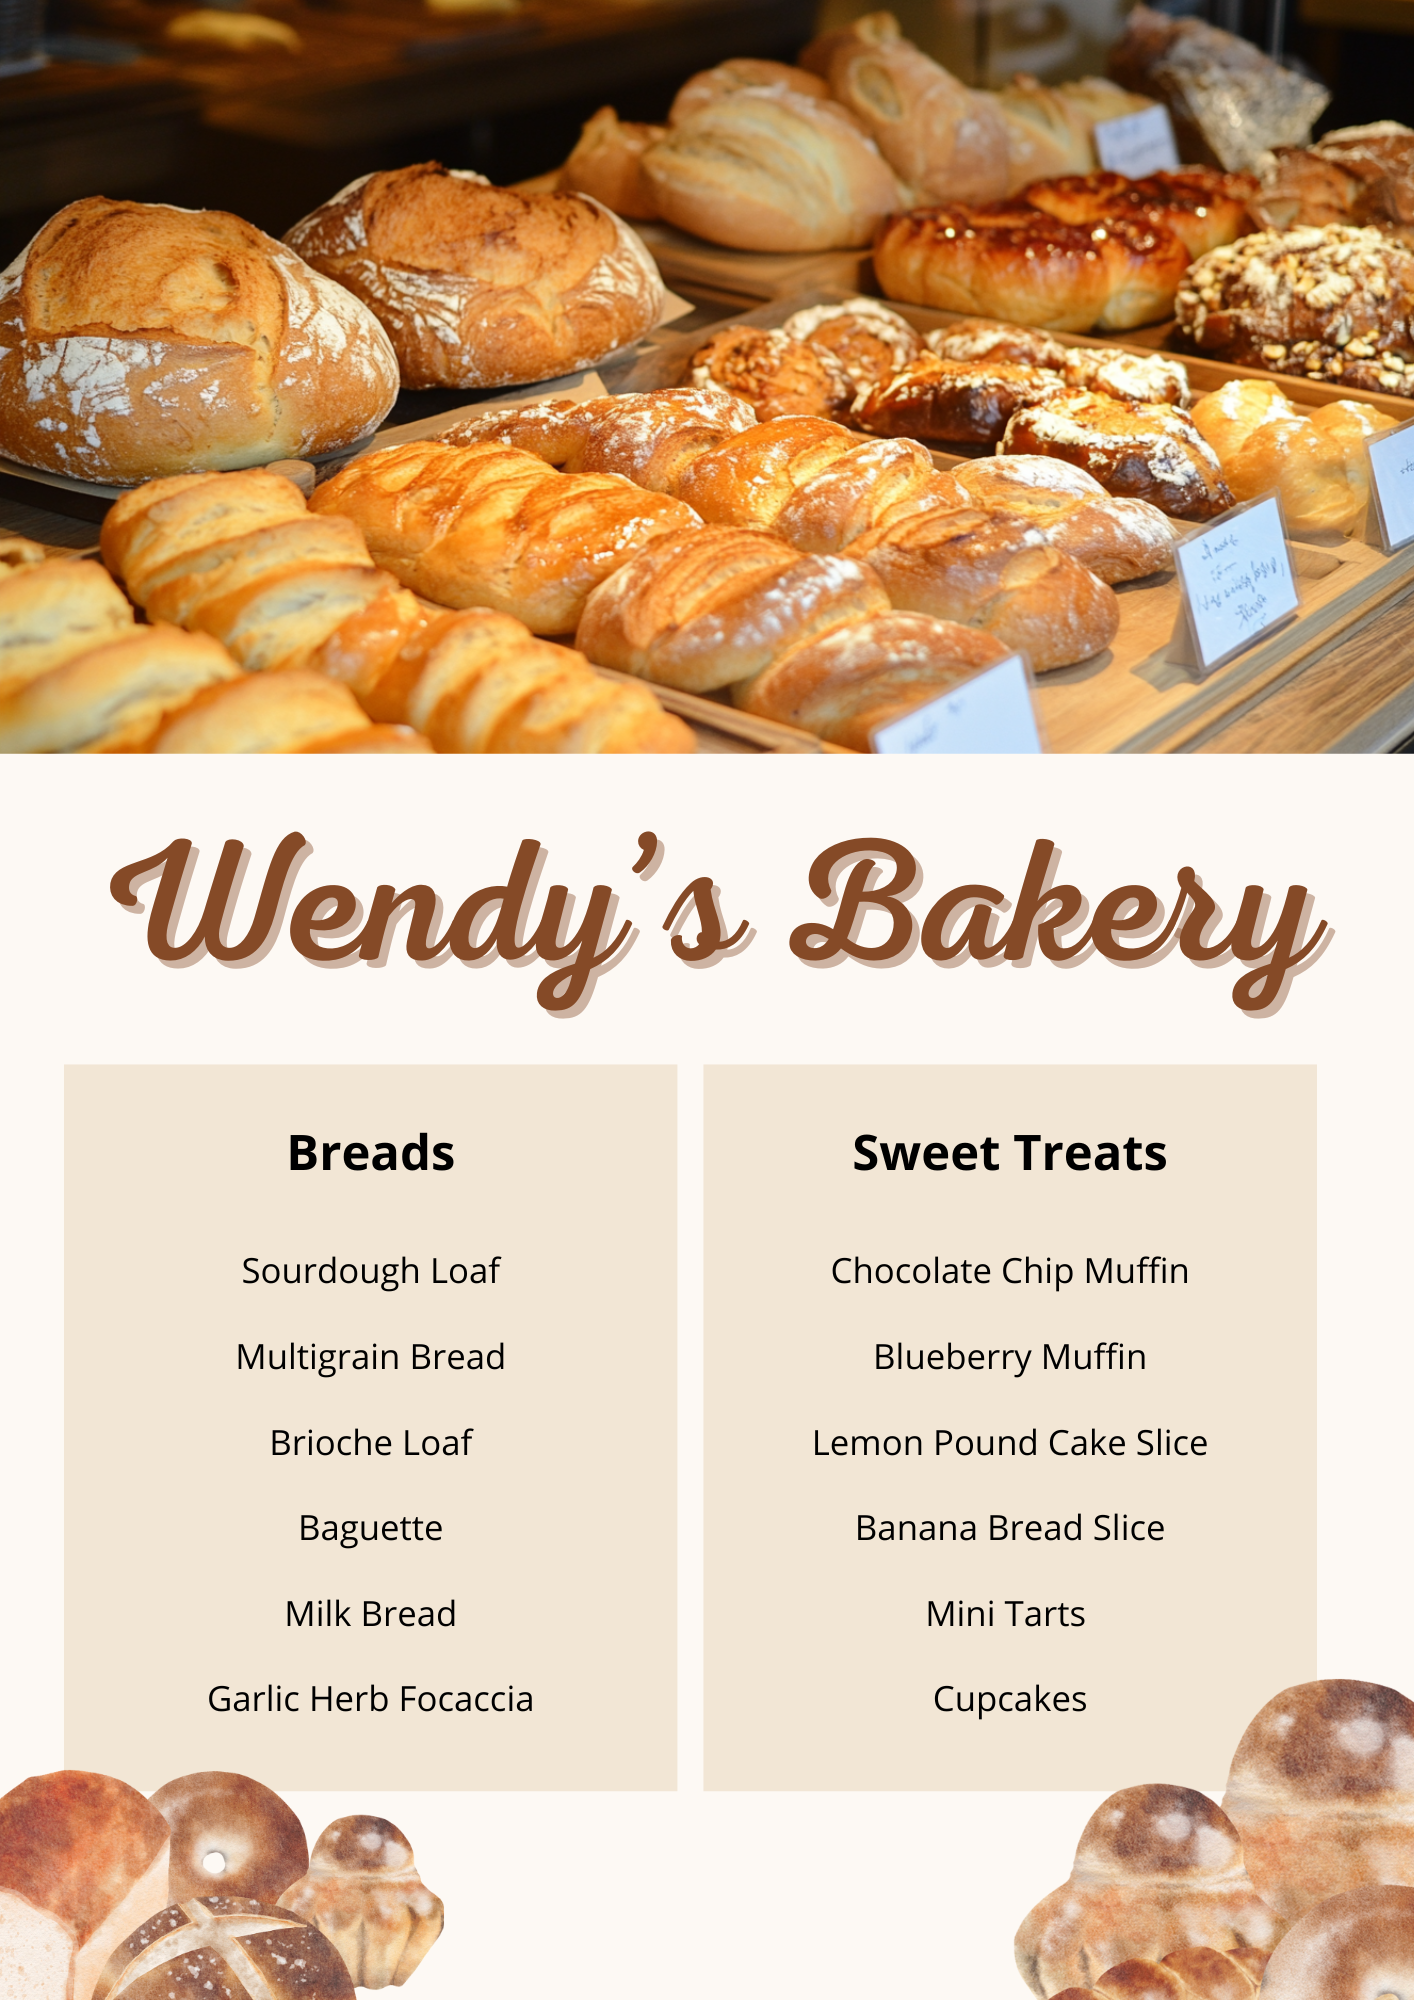 Wendy's Bakery
Breads
Sourdough Loaf
Multigrain Bread
Brioche Loaf
Baguette
Milk Bread
Garlic Herb Focaccia
Sweet Treats
Chocolate Chip Muffin
Blueberry Muffin
Lemon Pound Cake Slice
Banana Bread Slice
Mini Tarts
Cupcakes